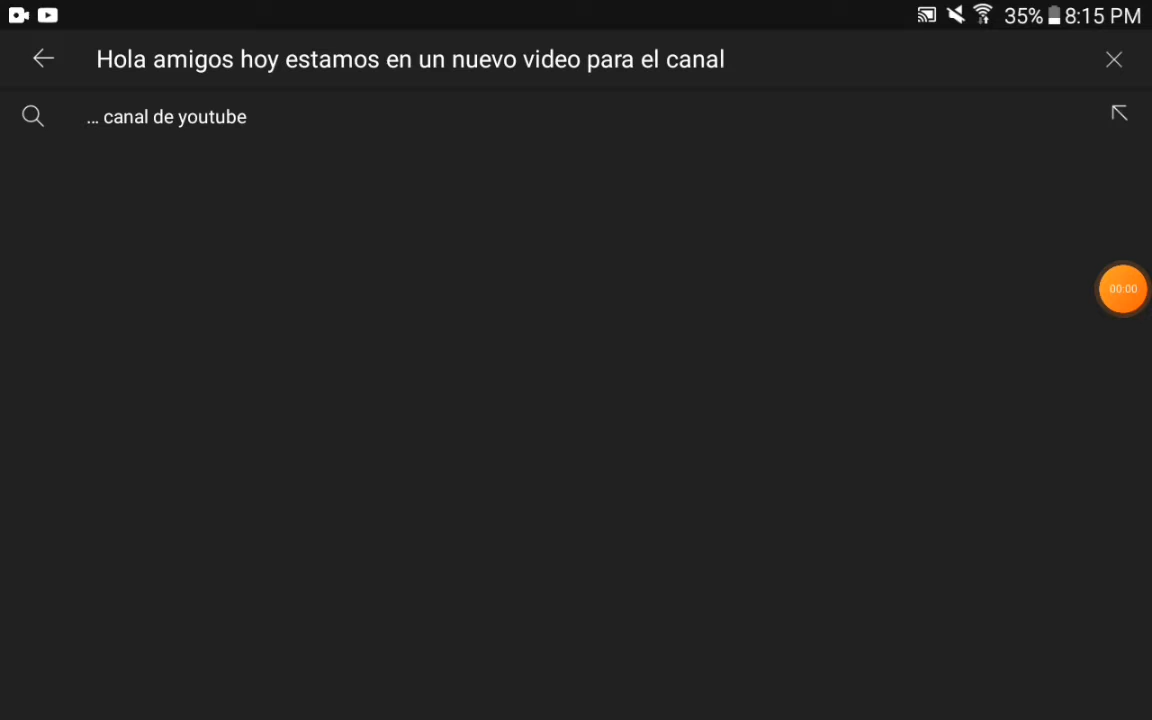 35% 8:15 PM
Hola amigos hoy estamos en un nuevo video para el canal
... canal de youtube
00:00